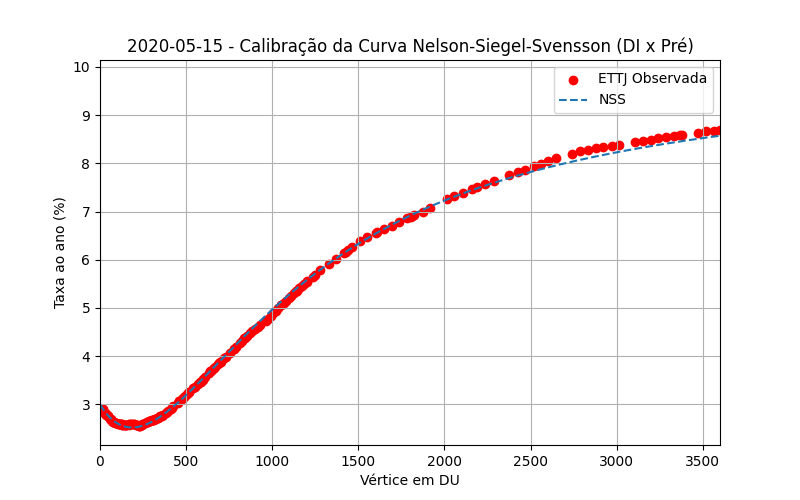 2020-05-15 - Calibração da Curva Nelson-Siegel-Svensson (DI x Pré)
ETTJ Observada
NSS
Taxa ao ano (%)
10
9
8
7
6
5
4
3
0 500 1000 1500 2000 2500 3000 3500
Vértice em DU